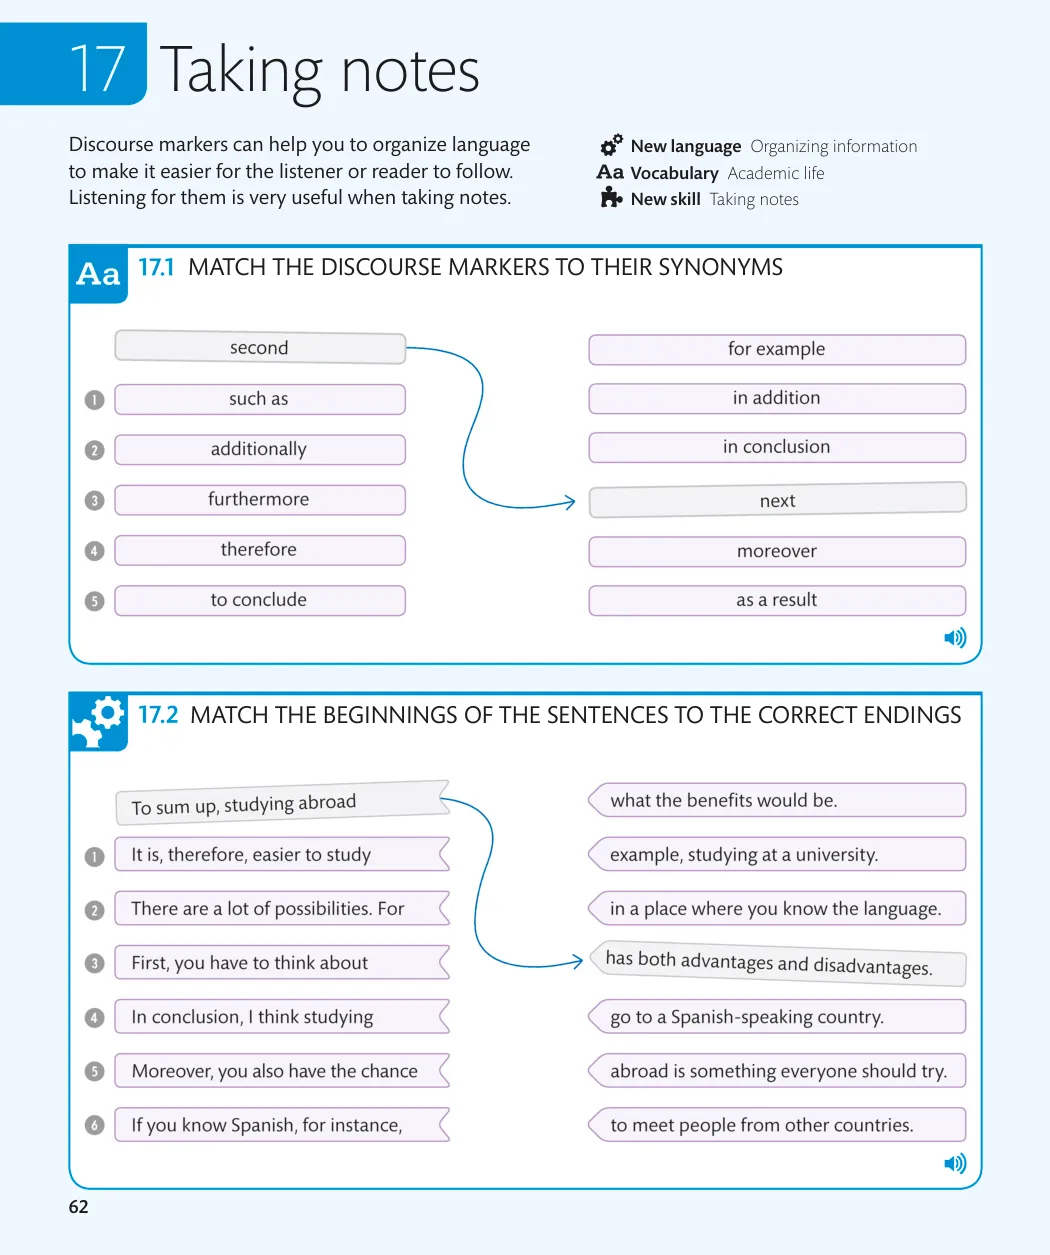 17 Taking notes
Discourse markers can help you to organize language
to make it easier for the listener or reader to follow.
Listening for them is very useful when taking notes.
New language Organizing information
Aa Vocabulary Academic life
New skill Taking notes
Aa 17.1 MATCH THE DISCOURSE MARKERS TO THEIR SYNONYMS
second
1 such as
2 additionally
3 furthermore
4 therefore
5 to conclude
for example
in addition
in conclusion
next
moreover
as a result
17.2 MATCH THE BEGINNINGS OF THE SENTENCES TO THE CORRECT ENDINGS
To sum up, studying abroad
1 It is, therefore, easier to study
2 There are a lot of possibilities. For
3 First, you have to think about
4 In conclusion, I think studying
5 Moreover, you also have the chance
6 If you know Spanish, for instance,
what the benefits would be.
example, studying at a university.
in a place where you know the language.
has both advantages and disadvantages.
go to a Spanish-speaking country.
abroad is something everyone should try.
to meet people from other countries.
62